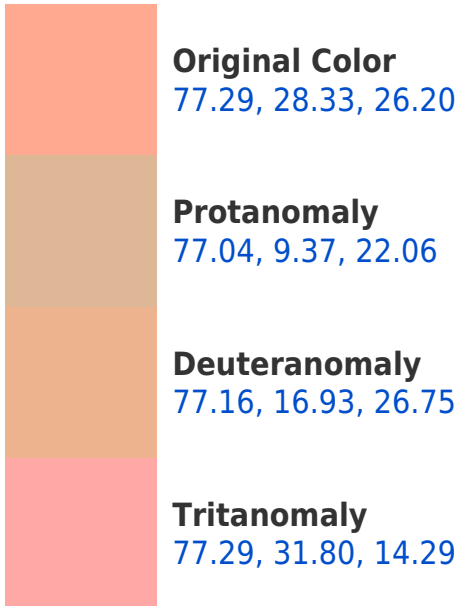 Original Color
77.29, 28.33, 26.20
Protanomaly
77.04, 9.37, 22.06
Deuteranomaly
77.16, 16.93, 26.75
Tritanomaly
77.29, 31.80, 14.29